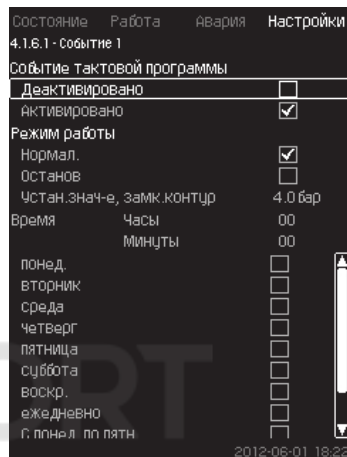 Состояние Работа Авария Настройки
4.1.6.1 - Событие 1
Событие тактовой программы
Деактивировано
Активировано
Режим работы
Нормал.
Останов
Устан.знач-е, замк.контур 4.0 бар
Время Часы 00
Минуты 00
понед.
вторник
среда
четверг
пятница
суббота
воскр.
ежедневно
С понед. по пятн.
2012-06-01 18:22